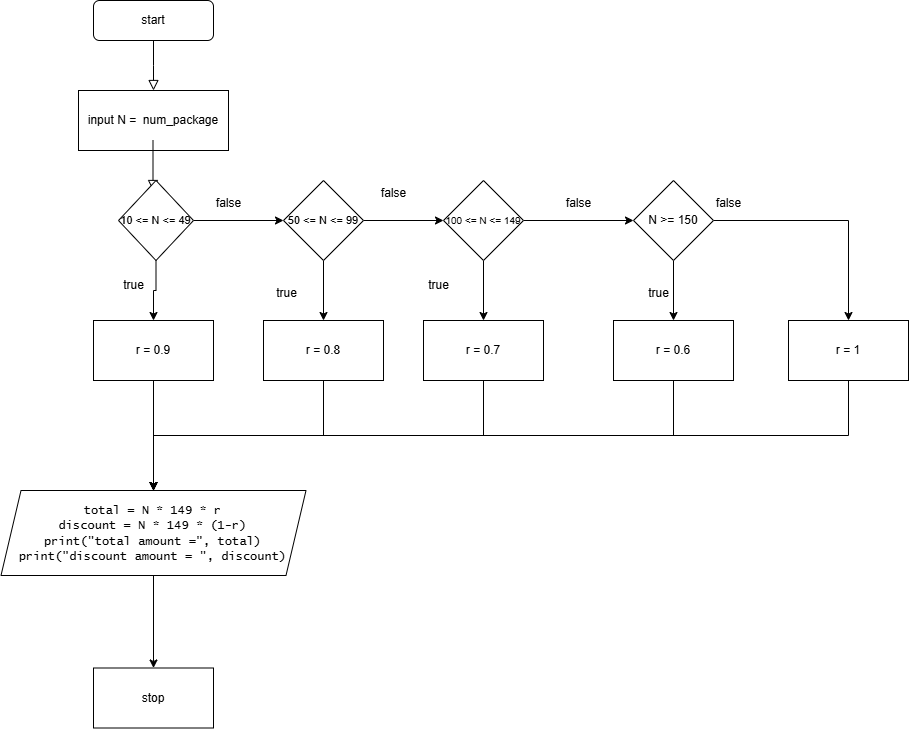 start
input N =  num_package
10 <= N <= 49
false
50 <= N <= 99
false
100 <= N <= 149
false
N >= 150
false
true
true
true
true
r = 0.9
r = 0.8
r = 0.7
r = 0.6
r = 1
total = N * 149 * r
discount = N * 149 * (1-r)
print("total amount =", total)
print("discount amount = ", discount)
stop